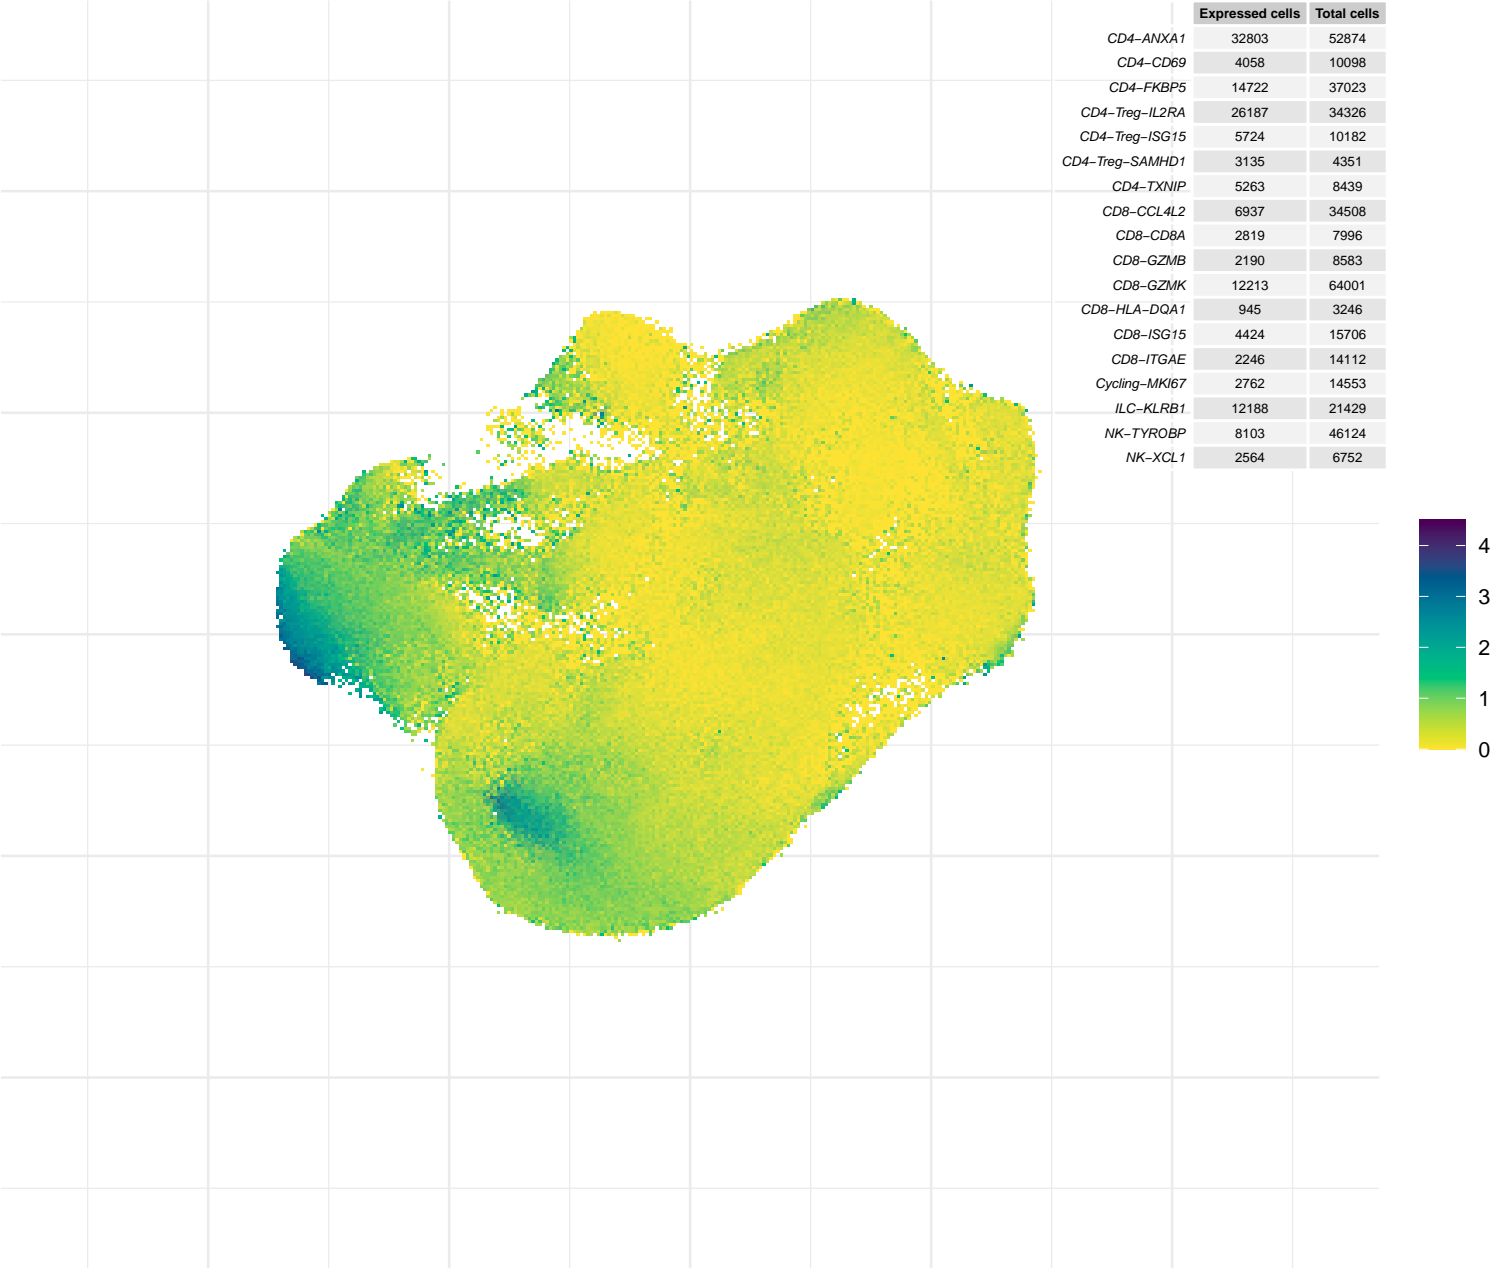 Expressed cells Total cells
CD4−ANXA1 32803 52874
CD4−CD69 4058 10098
CD4−FKBP5 14722 37023
CD4−Treg−IL2RA 26187 34326
CD4−Treg−ISG15 5724 10182
CD4−Treg−SAMHD1 3135 4351
CD4−TXNIP 5263 8439
CD8−CCL4L2 6937 34508
CD8−CD8A 2819 7996
CD8−GZMB 2190 8583
CD8−GZMK 12213 64001
CD8−HLA−DQA1 945 3246
CD8−ISG15 4424 15706
CD8−ITGAE 2246 14112
Cycling−MKI67 2762 14553
ILC−KLRB1 12188 21429
NK−TYROBP 8103 46124
NK−XCL1 2564 6752
4
3
2
1
0